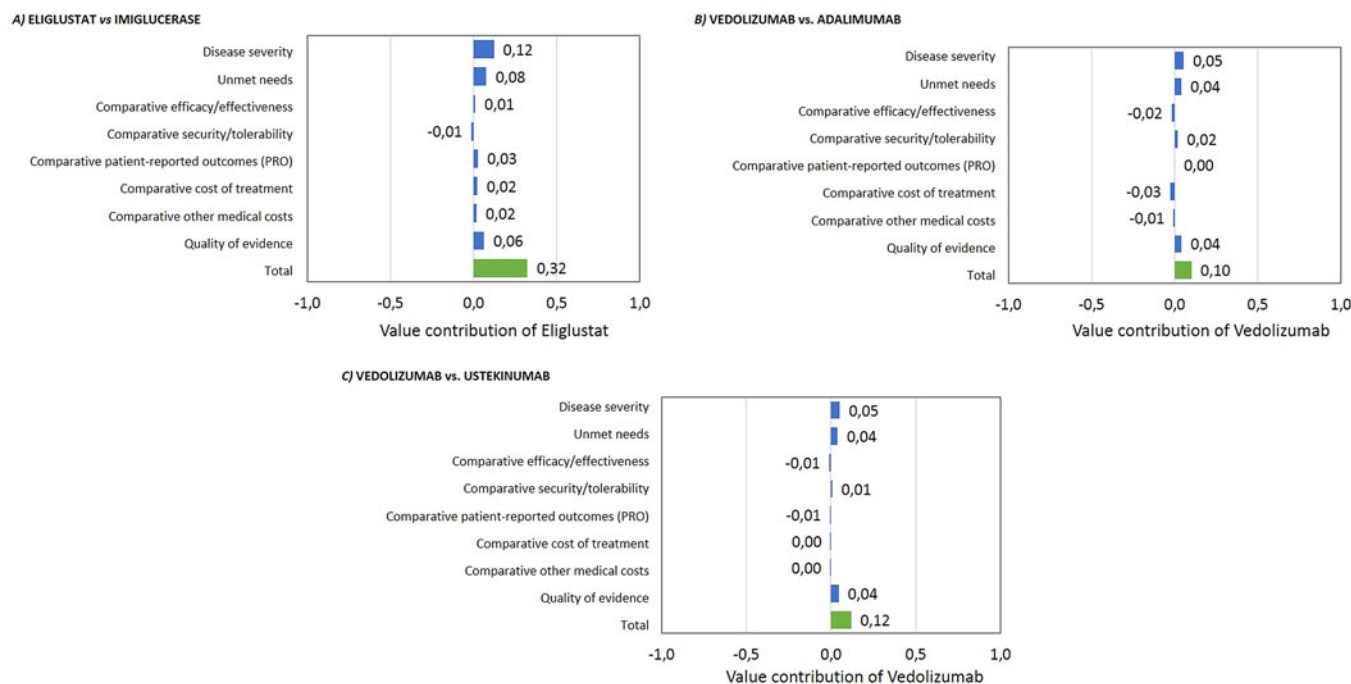 A) ELIGLUSTAT vs IMIGLUCERASE
Disease severity 0,12
Unmet needs 0,08
Comparative efficacy/effectiveness 0,01
Comparative security/tolerability -0,01
Comparative patient-reported outcomes (PRO) 0,03
Comparative cost of treatment 0,02
Comparative other medical costs 0,02
Quality of evidence 0,06
Total 0,32
-1,0 -0,5 0,0 0,5 1,0
Value contribution of Eliglustat
B) VEDOLIZUMAB vs. ADALIMUMAB
Disease severity 0,05
Unmet needs 0,04
Comparative efficacy/effectiveness -0,02
Comparative security/tolerability 0,02
Comparative patient-reported outcomes (PRO) 0,00
Comparative cost of treatment -0,03
Comparative other medical costs -0,01
Quality of evidence 0,04
Total 0,10
-1,0 -0,5 0,0 0,5 1,0
Value contribution of Vedolizumab
C) VEDOLIZUMAB vs. USTEKINUMAB
Disease severity 0,05
Unmet needs 0,04
Comparative efficacy/effectiveness -0,01
Comparative security/tolerability 0,01
Comparative patient-reported outcomes (PRO) -0,01
Comparative cost of treatment 0,00
Comparative other medical costs 0,00
Quality of evidence 0,04
Total 0,12
-1,0 -0,5 0,0 0,5 1,0
Value contribution of Vedolizumab